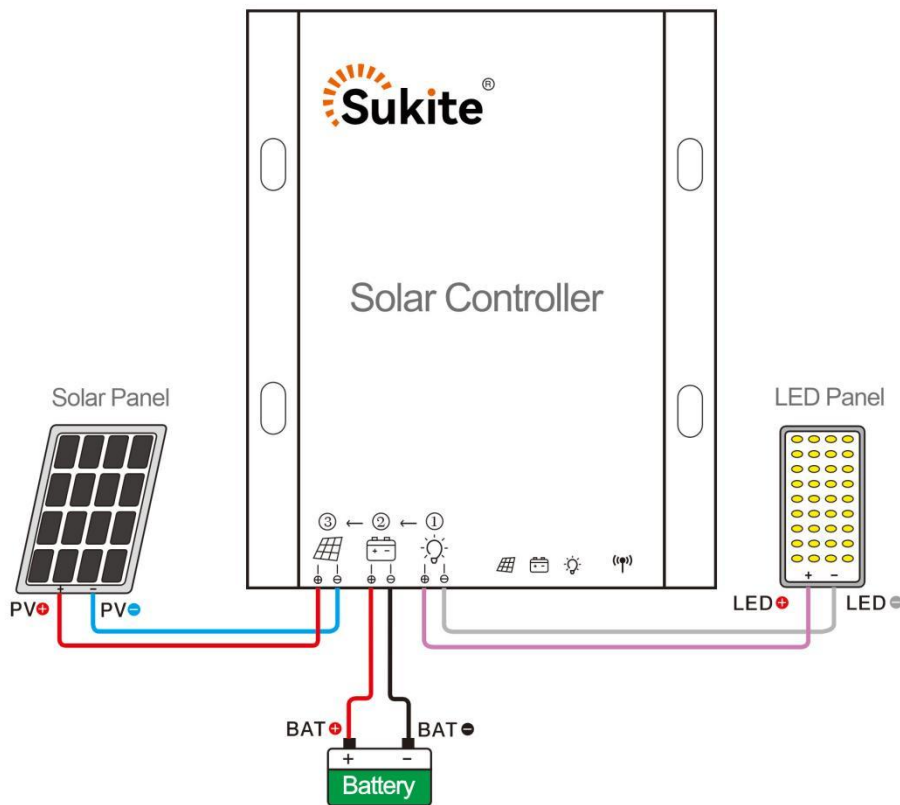 Sukite®
Solar Controller
Solar Panel
LED Panel
③ ← ② ← ①
+ −
⊕ ⊖ ⊕ ⊖ ⊕ ⊖
+ −
PV+ PV−
+ −
LED+ LED−
BAT+ BAT−
+ −
Battery